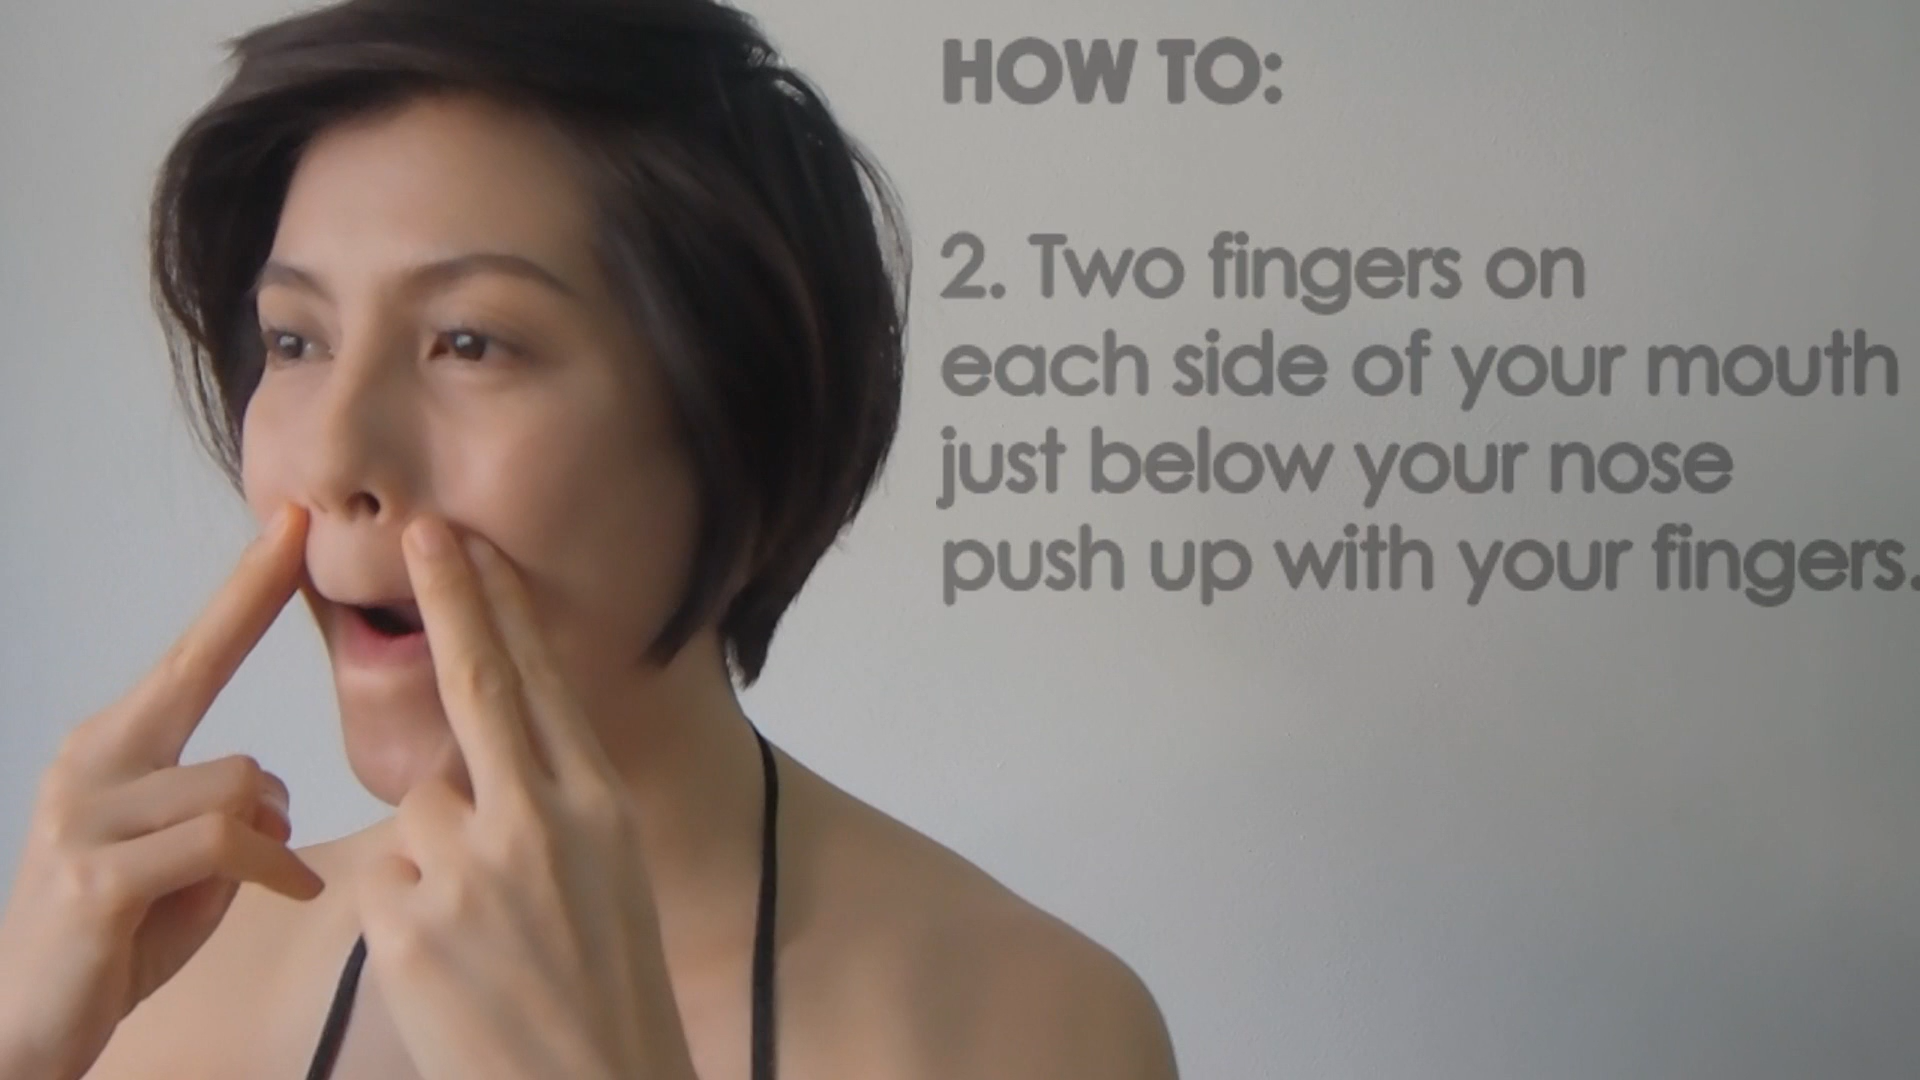 HOW TO:
2. Two fingers on
each side of your mouth
just below your nose
push up with your fingers.